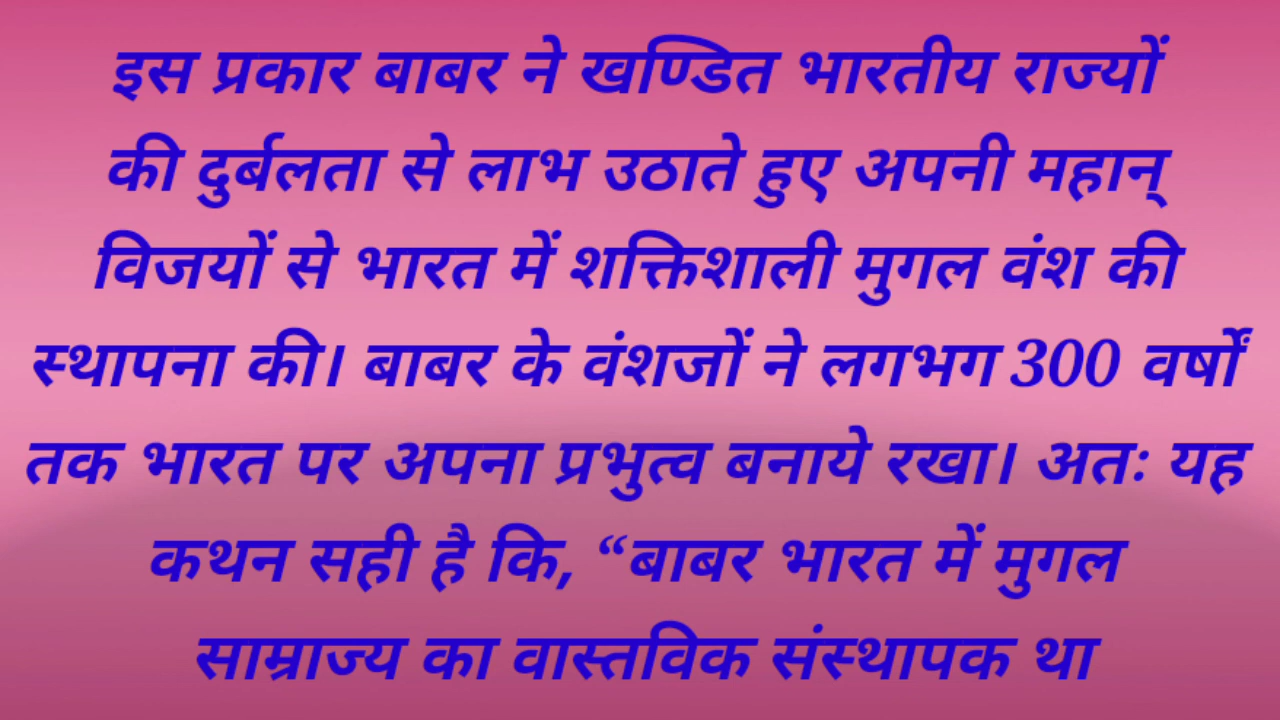 इस प्रकार बाबर ने खण्डित भारतीय राज्यों
की दुर्बलता से लाभ उठाते हुए अपनी महान्
विजयों से भारत में शक्तिशाली मुगल वंश की
स्थापना की। बाबर के वंशजों ने लगभग 300 वर्षों
तक भारत पर अपना प्रभुत्व बनाये रखा। अतः यह
कथन सही है कि, “बाबर भारत में मुगल
साम्राज्य का वास्तविक संस्थापक था